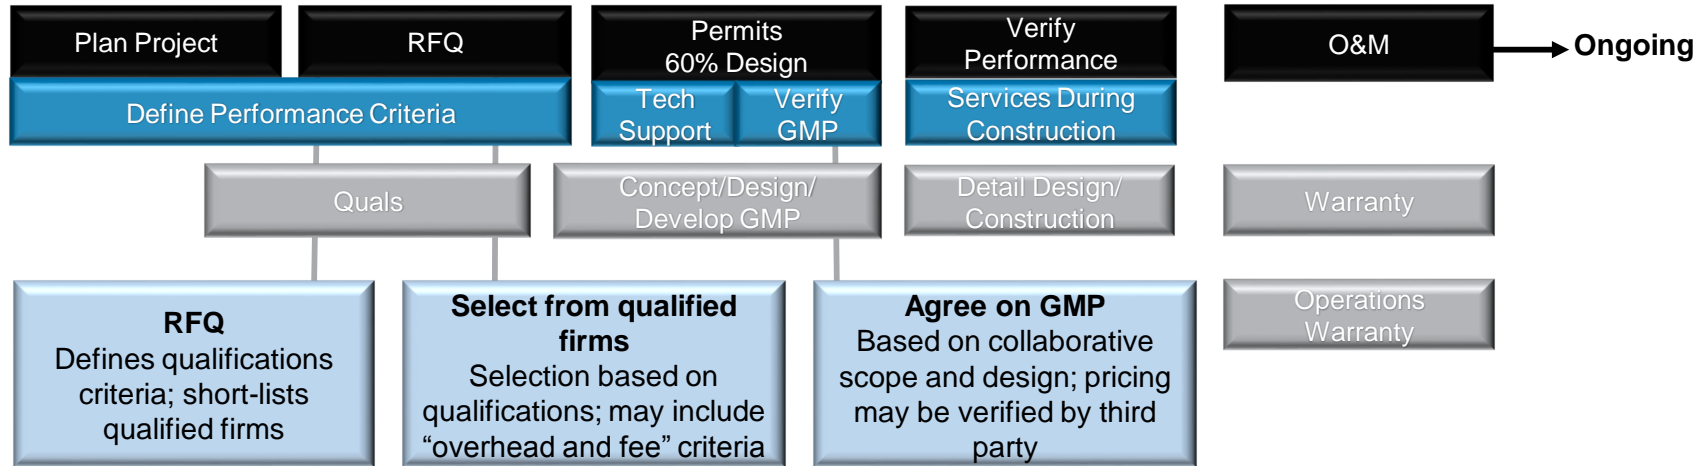 Plan Project
RFQ
Permits
60% Design
Verify
Performance
O&M
Ongoing
Define Performance Criteria
Tech
Support
Verify
GMP
Services During
Construction
Quals
Concept/Design/
Develop GMP
Detail Design/
Construction
Warranty
RFQ
Defines qualifications
criteria; short-lists
qualified firms
Select from qualified
firms
Selection based on
qualifications; may include
“overhead and fee” criteria
Agree on GMP
Based on collaborative
scope and design; pricing
may be verified by third
party
Operations
Warranty